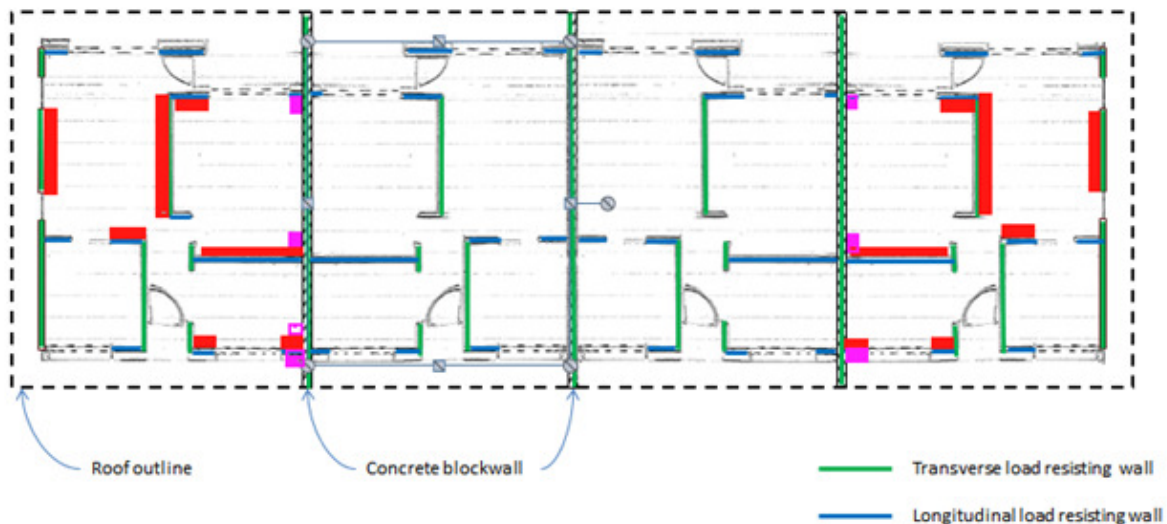 Roof outline
Concrete blockwall
Transverse load resisting wall
Longitudinal load resisting wall